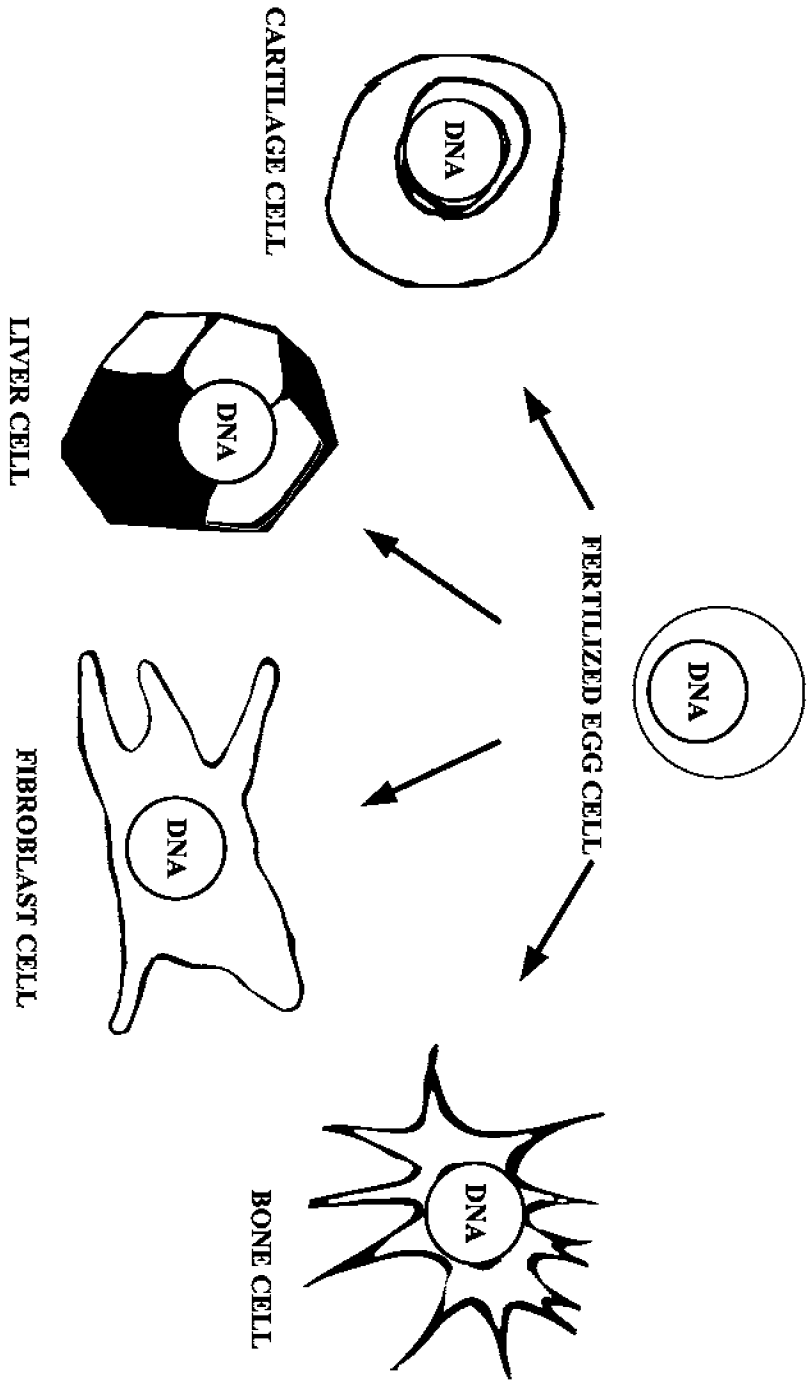 DNA
FERTILIZED EGG CELL
DNA
CARTILAGE CELL
DNA
LIVER CELL
DNA
FIBROBLAST CELL
DNA
BONE CELL